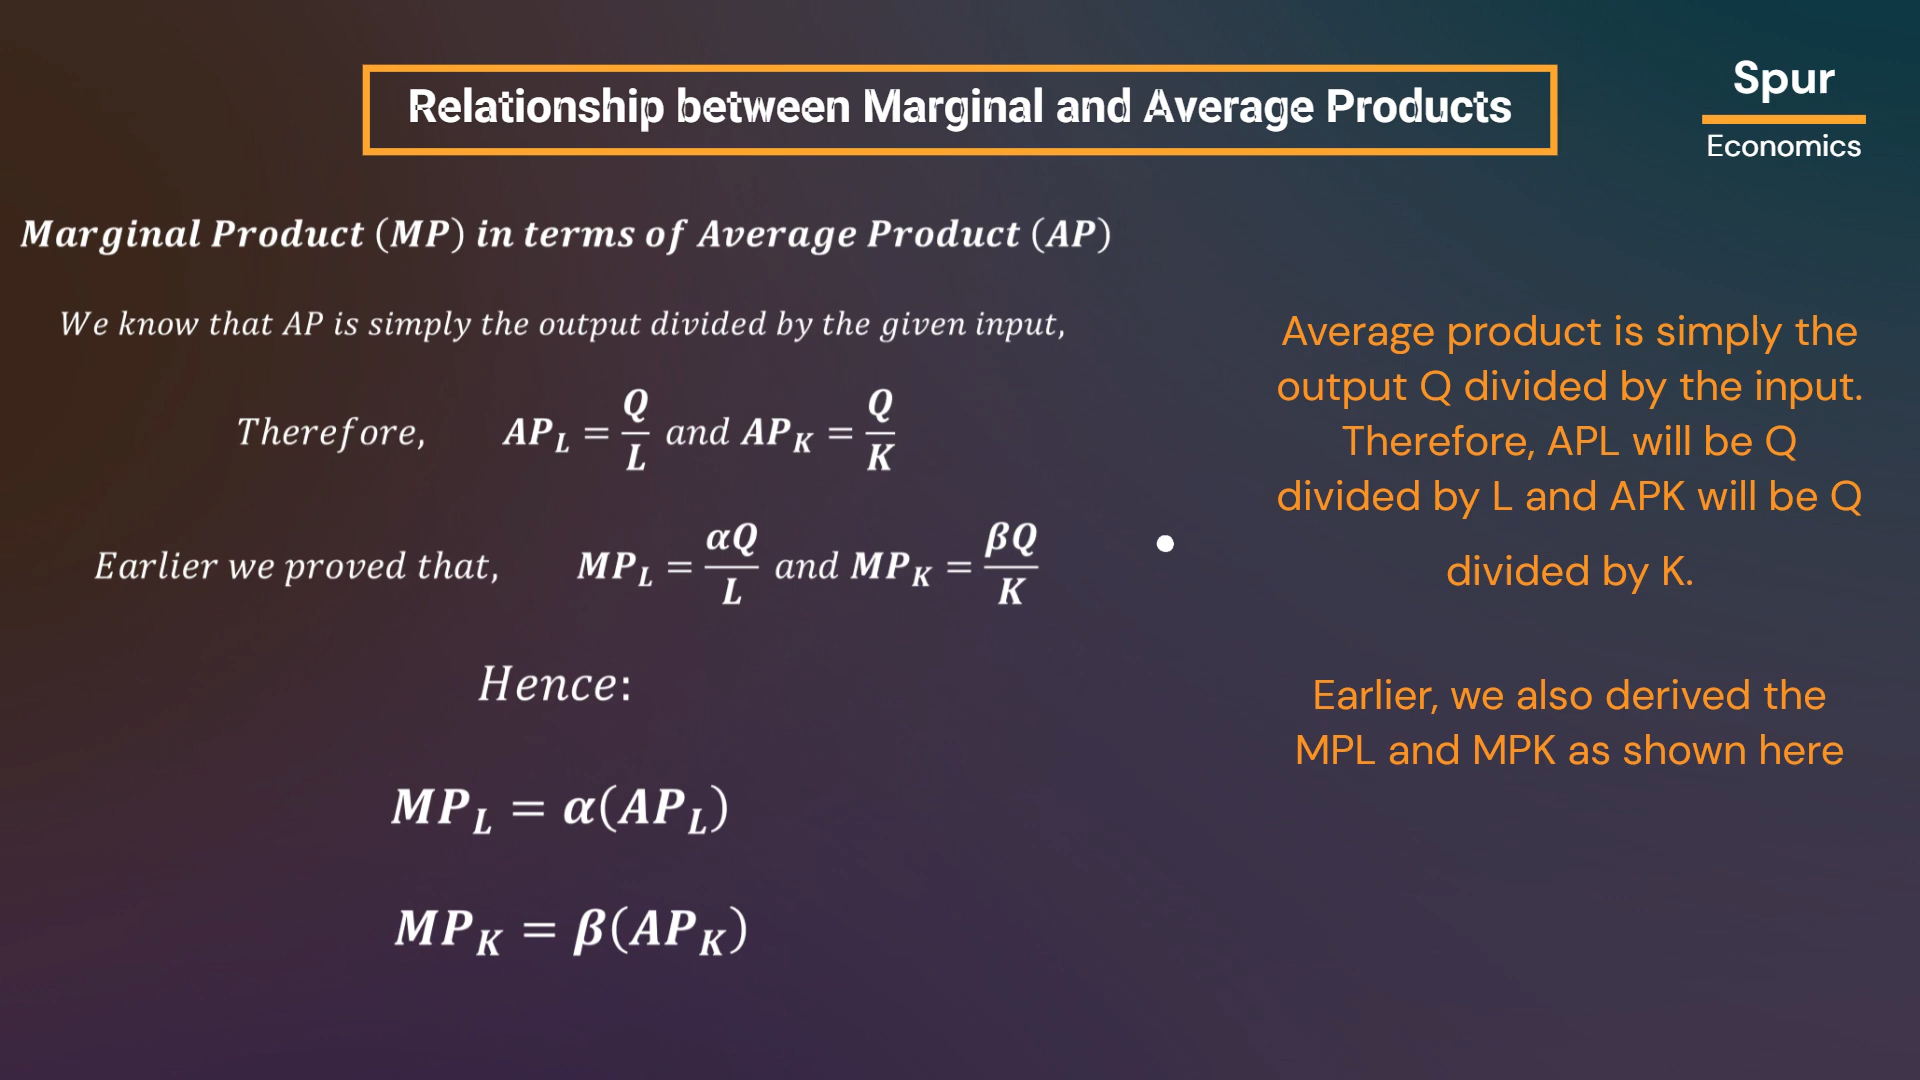 Relationship between Marginal and Average Products
Spur
Economics
Marginal Product (MP) in terms of Average Product (AP)
We know that AP is simply the output divided by the given input,
Therefore, AP_L = Q/L and AP_K = Q/K
Earlier we proved that, MP_L = αQ/L and MP_K = βQ/K
Hence:
MP_L = α(AP_L)
MP_K = β(AP_K)
Average product is simply the
output Q divided by the input.
Therefore, APL will be Q
divided by L and APK will be Q
divided by K.
Earlier, we also derived the
MPL and MPK as shown here